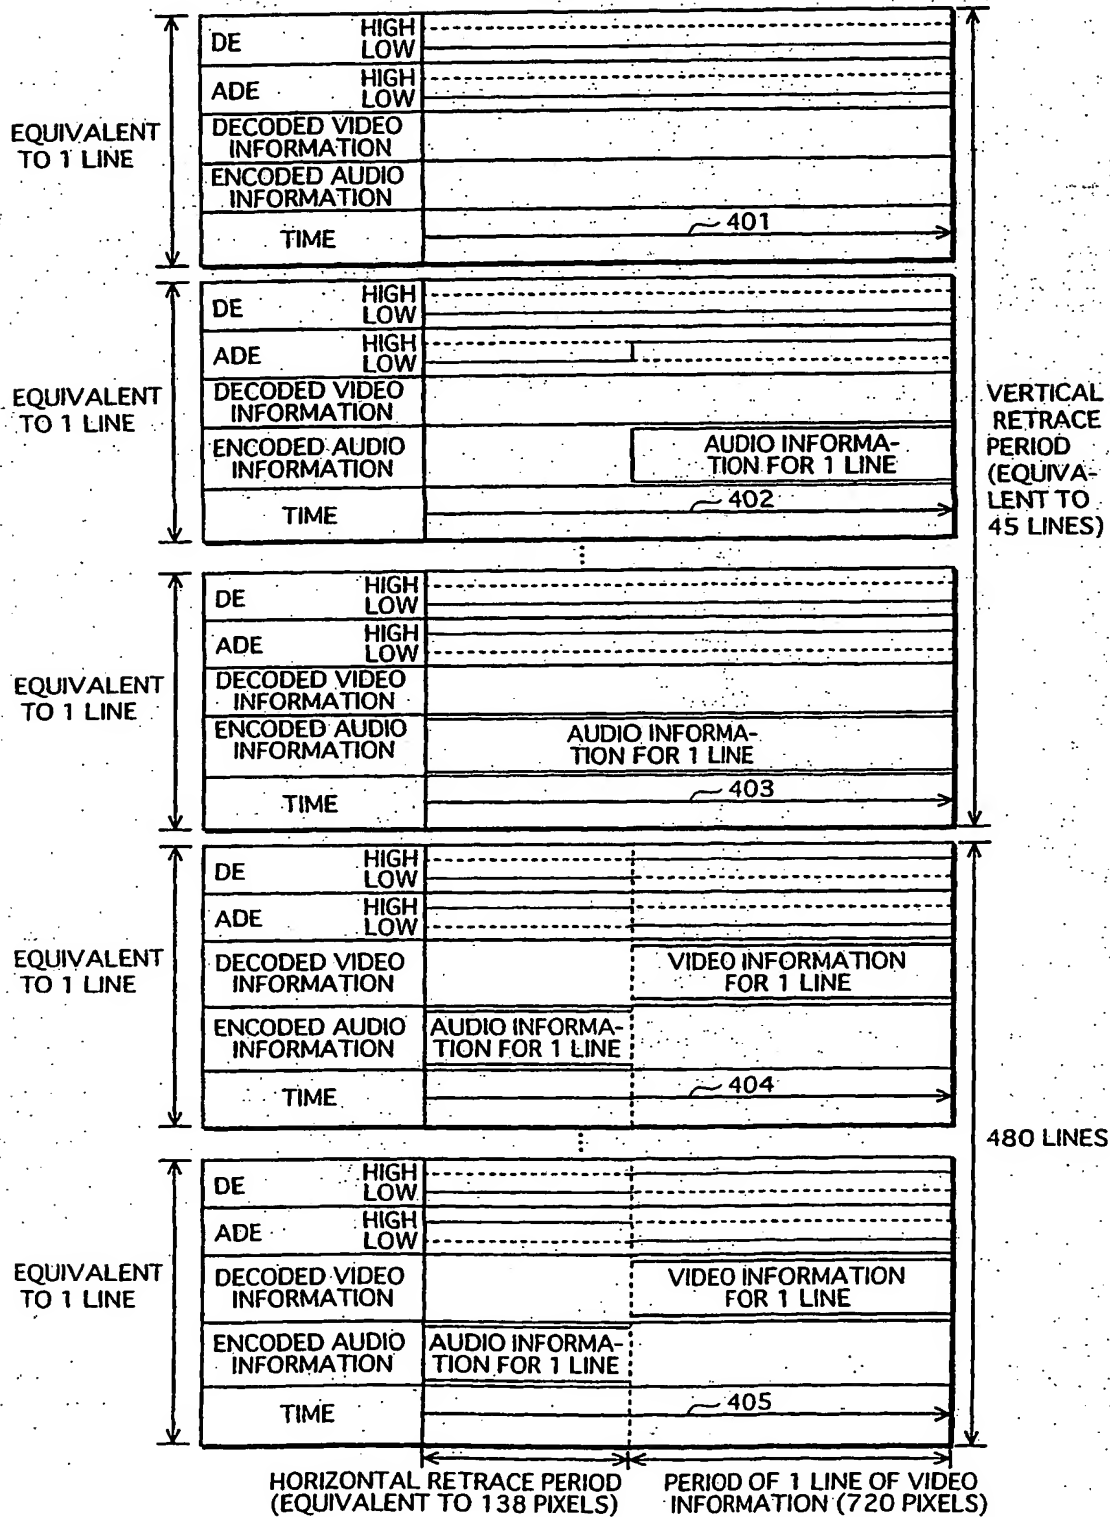 DE HIGH
LOW
ADE HIGH
LOW
EQUIVALENT
TO 1 LINE
DECODED VIDEO
INFORMATION
ENCODED AUDIO
INFORMATION
TIME 401
DE HIGH
LOW
ADE HIGH
LOW
EQUIVALENT
TO 1 LINE
DECODED VIDEO
INFORMATION
ENCODED AUDIO
INFORMATION
AUDIO INFORMA-
TION FOR 1 LINE
TIME 402
VERTICAL
RETRACE
PERIOD
(EQUIVA-
LENT TO
45 LINES)
DE HIGH
LOW
ADE HIGH
LOW
EQUIVALENT
TO 1 LINE
DECODED VIDEO
INFORMATION
ENCODED AUDIO
INFORMATION
AUDIO INFORMA-
TION FOR 1 LINE
TIME 403
DE HIGH
LOW
ADE HIGH
LOW
EQUIVALENT
TO 1 LINE
DECODED VIDEO
INFORMATION
VIDEO INFORMATION
FOR 1 LINE
ENCODED AUDIO
INFORMATION
AUDIO INFORMA-
TION FOR 1 LINE
TIME 404
480 LINES
DE HIGH
LOW
ADE HIGH
LOW
EQUIVALENT
TO 1 LINE
DECODED VIDEO
INFORMATION
VIDEO INFORMATION
FOR 1 LINE
ENCODED AUDIO
INFORMATION
AUDIO INFORMA-
TION FOR 1 LINE
TIME 405
HORIZONTAL RETRACE PERIOD
(EQUIVALENT TO 138 PIXELS)
PERIOD OF 1 LINE OF VIDEO
INFORMATION (720 PIXELS)